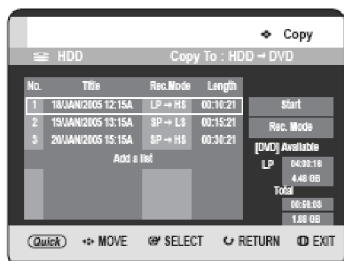 Copy
HDD Copy To : HDD → DVD
No. Title Rec.Mode Length
1 18/JAN/2005 12:15A LP → HS 00:10:21
2 19/JAN/2005 13:15A SP → LS 00:15:21
3 20/JAN/2005 15:15A SP → HS 00:30:21
Add a list
Start
Rec. Mode
[DVD] Available
LP 04:03:16
4.48 GB
Total
00:56:03
1.88 GB
Quick MOVE SELECT RETURN EXIT